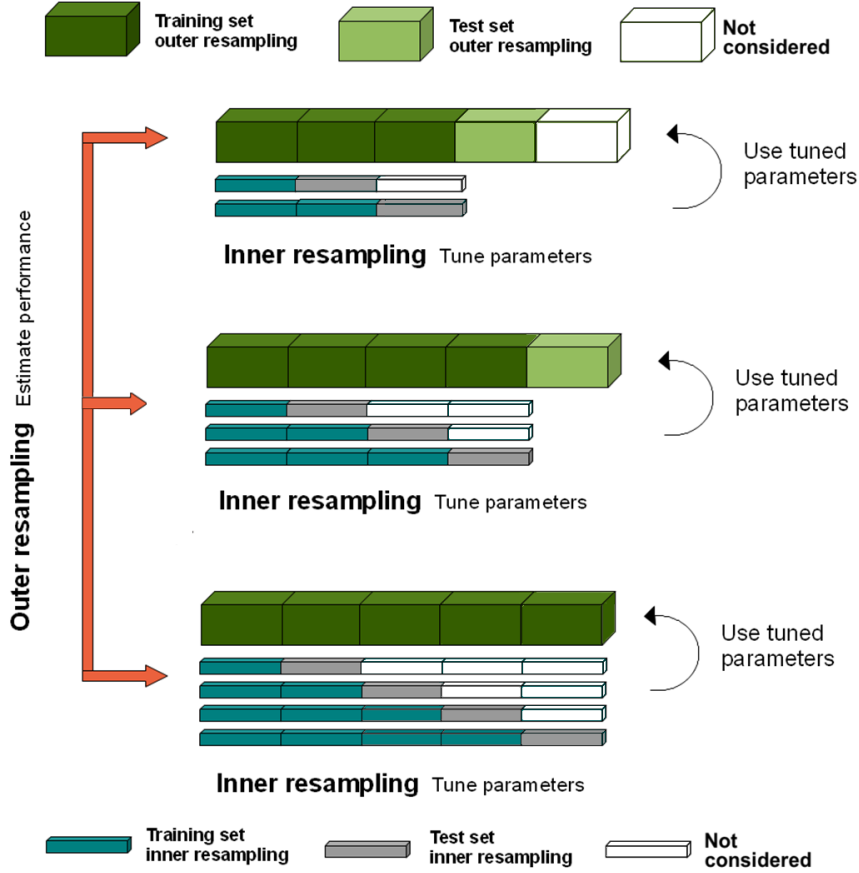 Training set
outer resampling
Test set
outer resampling
Not
considered
Outer resampling Estimate performance
Use tuned
parameters
Inner resampling Tune parameters
Use tuned
parameters
Inner resampling Tune parameters
Use tuned
parameters
Inner resampling Tune parameters
Training set
inner resampling
Test set
inner resampling
Not
considered